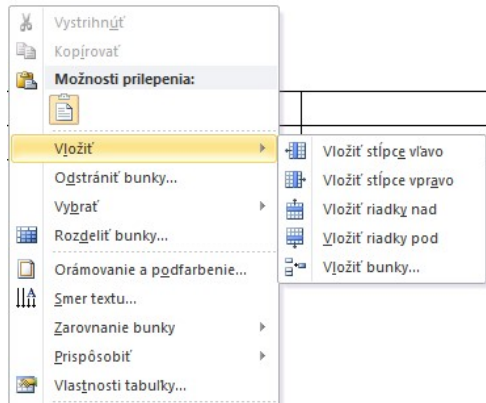 Vystrihnúť
Kopírovať
Možnosti prilepenia:
Vložiť
Odstrániť bunky...
Vybrať
Rozdeliť bunky...
Orámovanie a podfarbenie...
Smer textu...
Zarovnanie bunky
Prispôsobiť
Vlastnosti tabuľky...
Vložiť stĺpce vľavo
Vložiť stĺpce vpravo
Vložiť riadky nad
Vložiť riadky pod
Vložiť bunky...